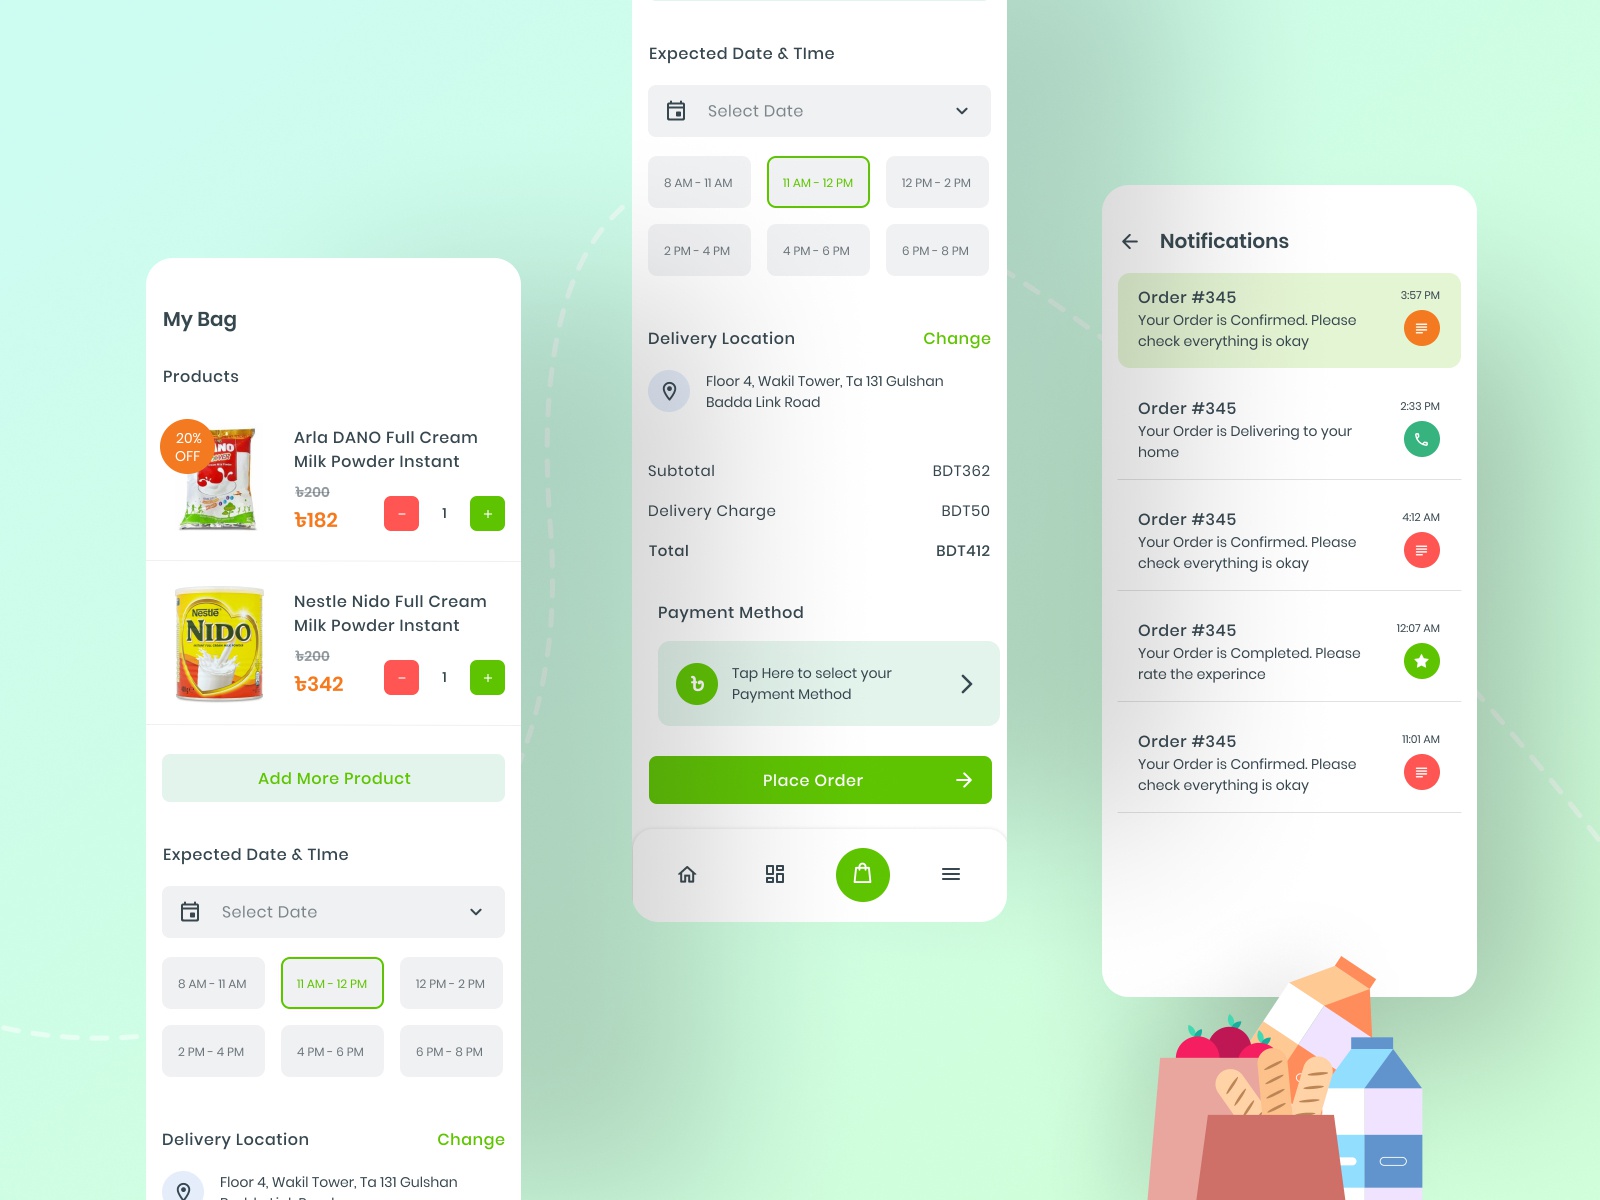 My Bag
Products
20%
OFF
Arla DANO Full Cream
Milk Powder Instant
৳200
৳182
−
1
+
Nestlé
NIDO
Nestle Nido Full Cream
Milk Powder Instant
৳200
৳342
−
1
+
Add More Product
Expected Date & TIme
Select Date
8 AM - 11 AM
11 AM - 12 PM
12 PM - 2 PM
2 PM - 4 PM
4 PM - 6 PM
6 PM - 8 PM
Delivery Location
Change
Floor 4, Wakil Tower, Ta 131 Gulshan
Expected Date & TIme
Select Date
8 AM - 11 AM
11 AM - 12 PM
12 PM - 2 PM
2 PM - 4 PM
4 PM - 6 PM
6 PM - 8 PM
Delivery Location
Change
Floor 4, Wakil Tower, Ta 131 Gulshan
Badda Link Road
Subtotal
BDT362
Delivery Charge
BDT50
Total
BDT412
Payment Method
৳
Tap Here to select your
Payment Method
Place Order
Notifications
Order #345
3:57 PM
Your Order is Confirmed. Please
check everything is okay
Order #345
2:33 PM
Your Order is Delivering to your
home
Order #345
4:12 AM
Your Order is Confirmed. Please
check everything is okay
Order #345
12:07 AM
Your Order is Completed. Please
rate the experince
Order #345
11:01 AM
Your Order is Confirmed. Please
check everything is okay